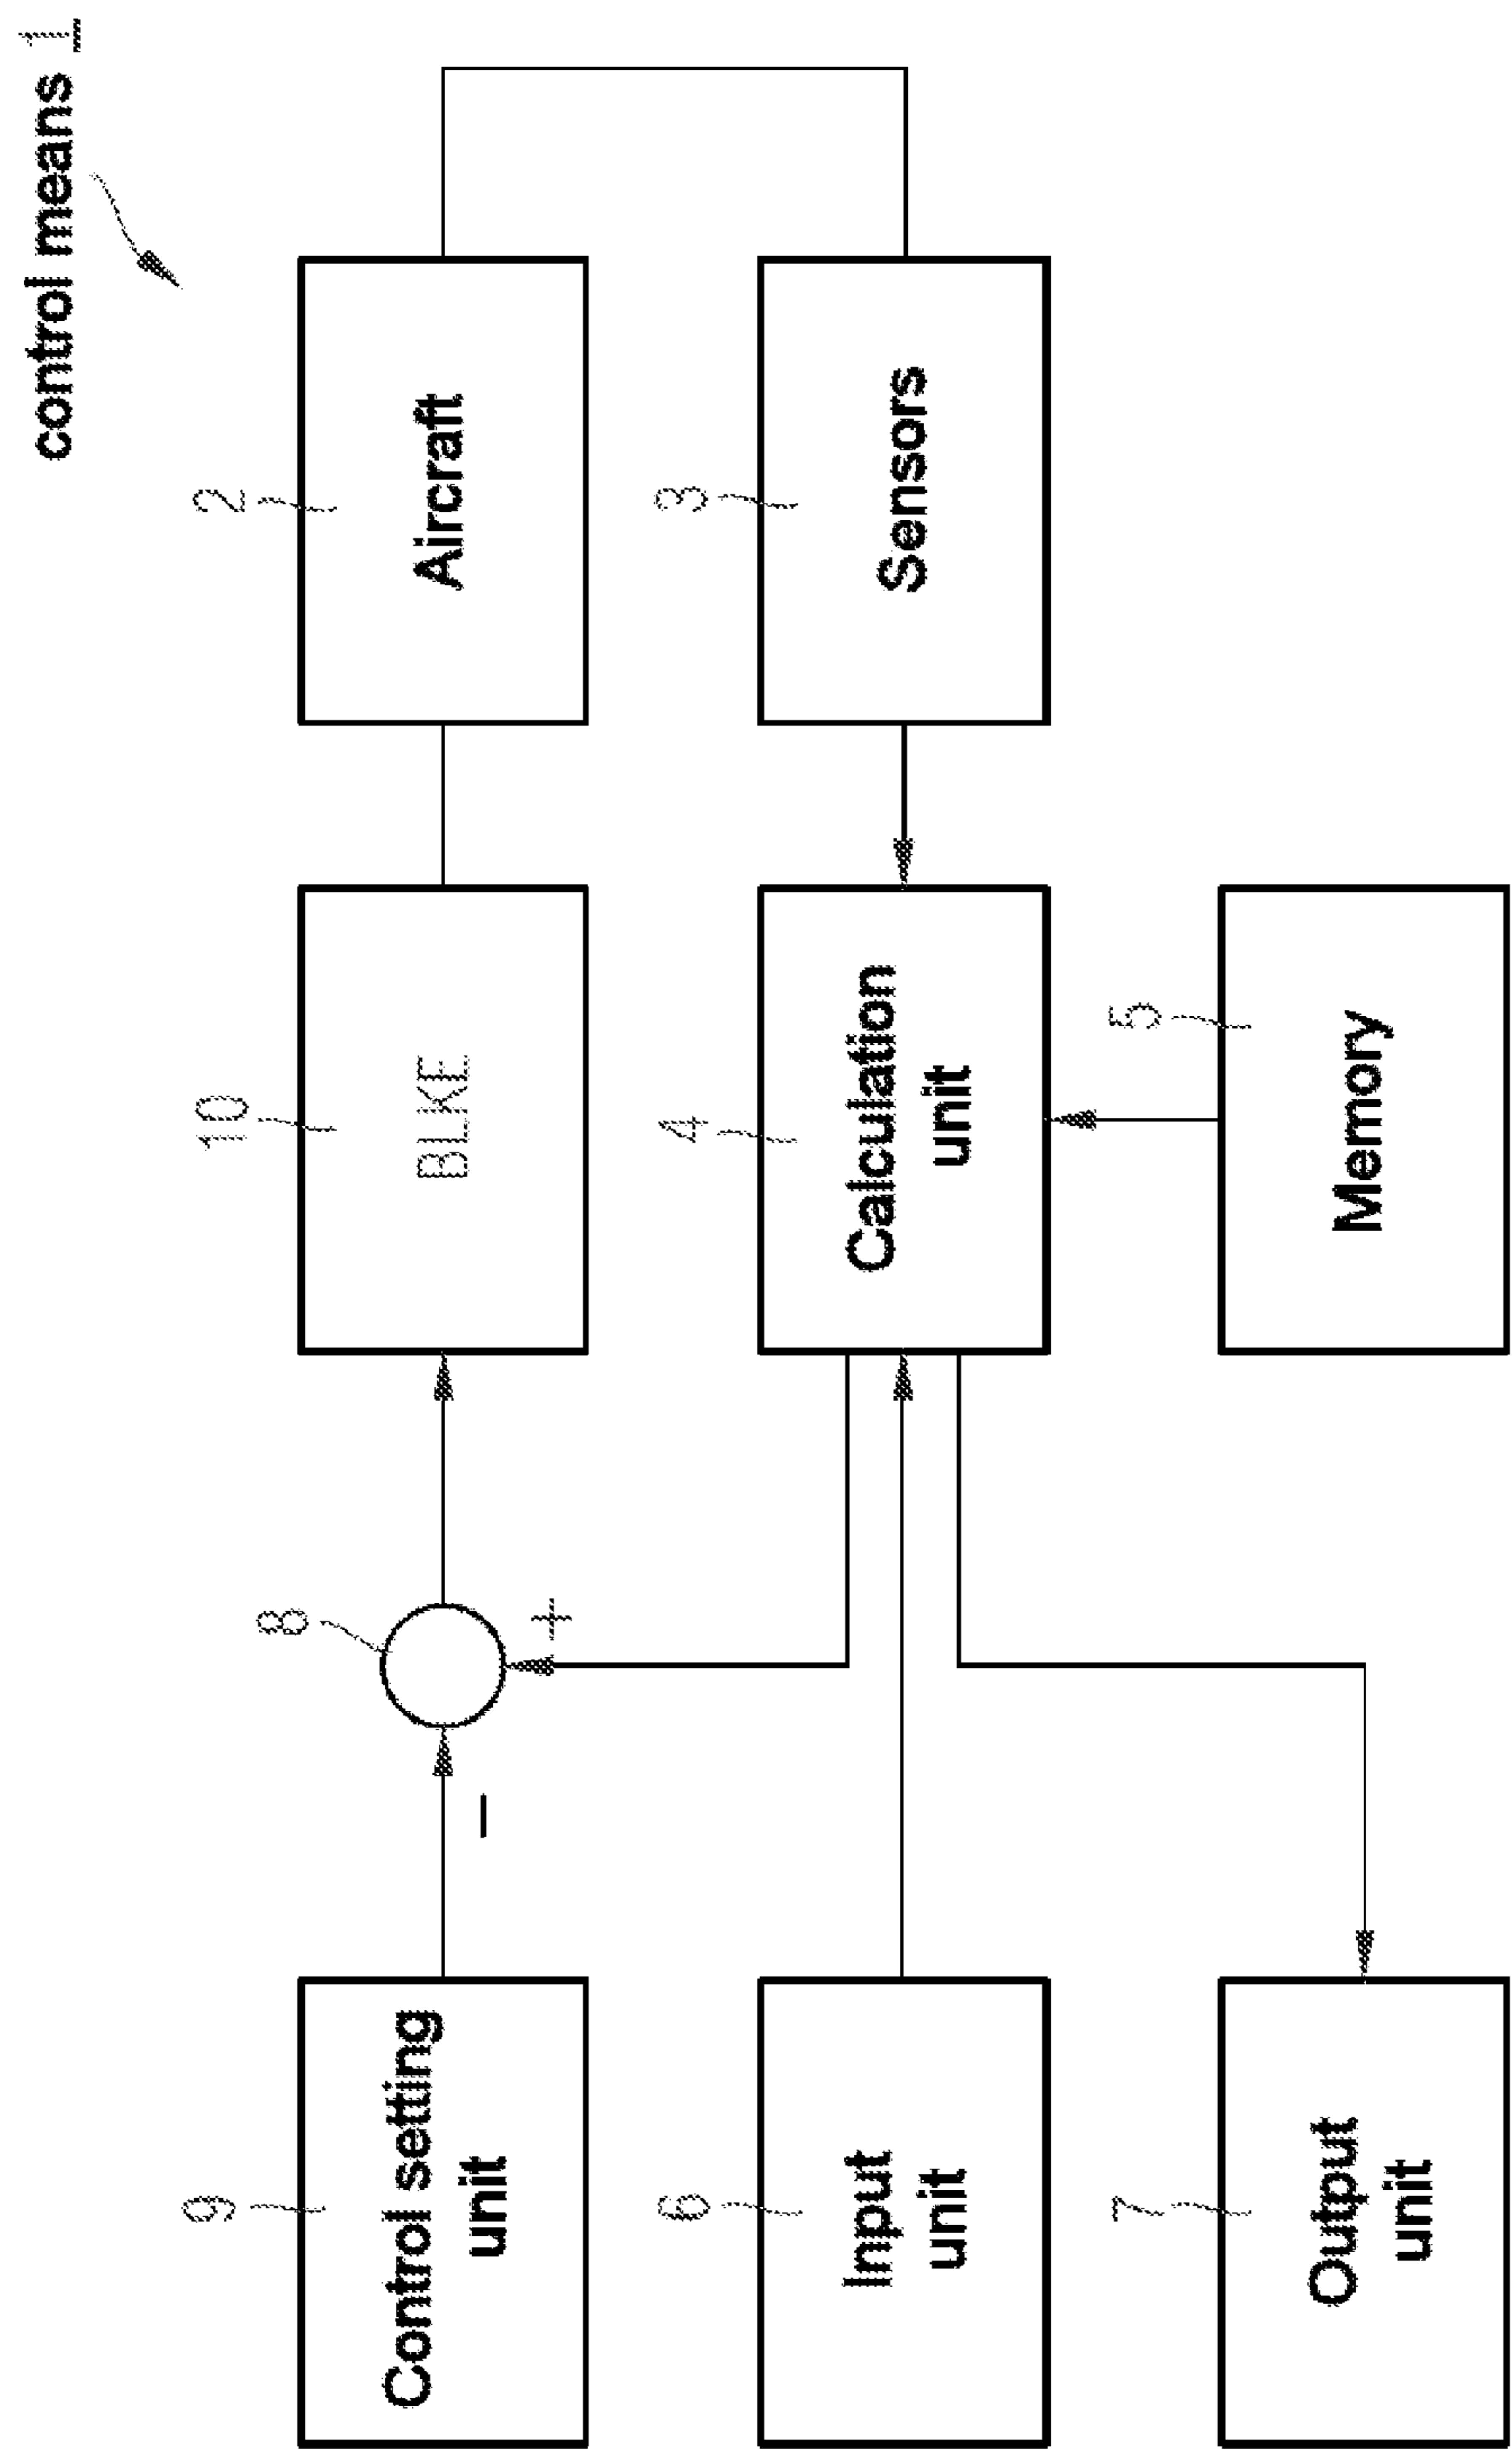 control means 1
9
Control setting
unit
8
−
+
10
BLKE
2
Aircraft
6
Input
unit
4
Calculation
unit
3
Sensors
7
Output
unit
5
Memory